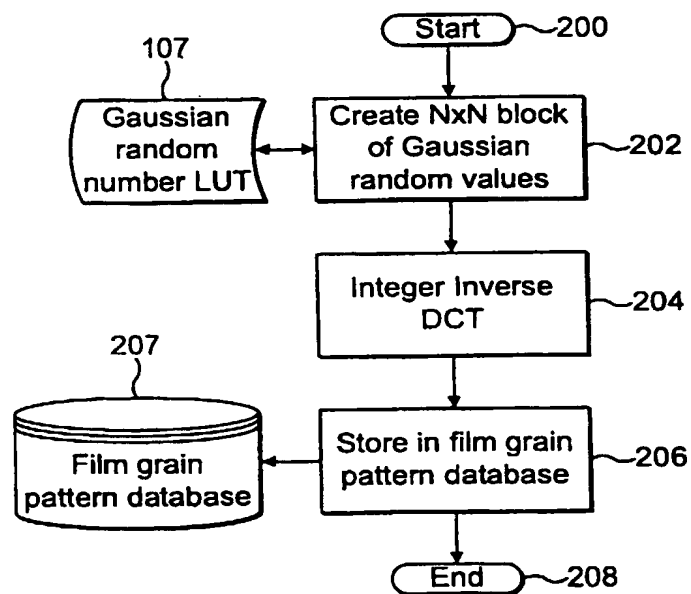 Start
200
107
Gaussian
random
number LUT
Create NxN block
of Gaussian
random values
202
Integer Inverse
DCT
204
207
Film grain
pattern database
Store in film grain
pattern database
206
End
208